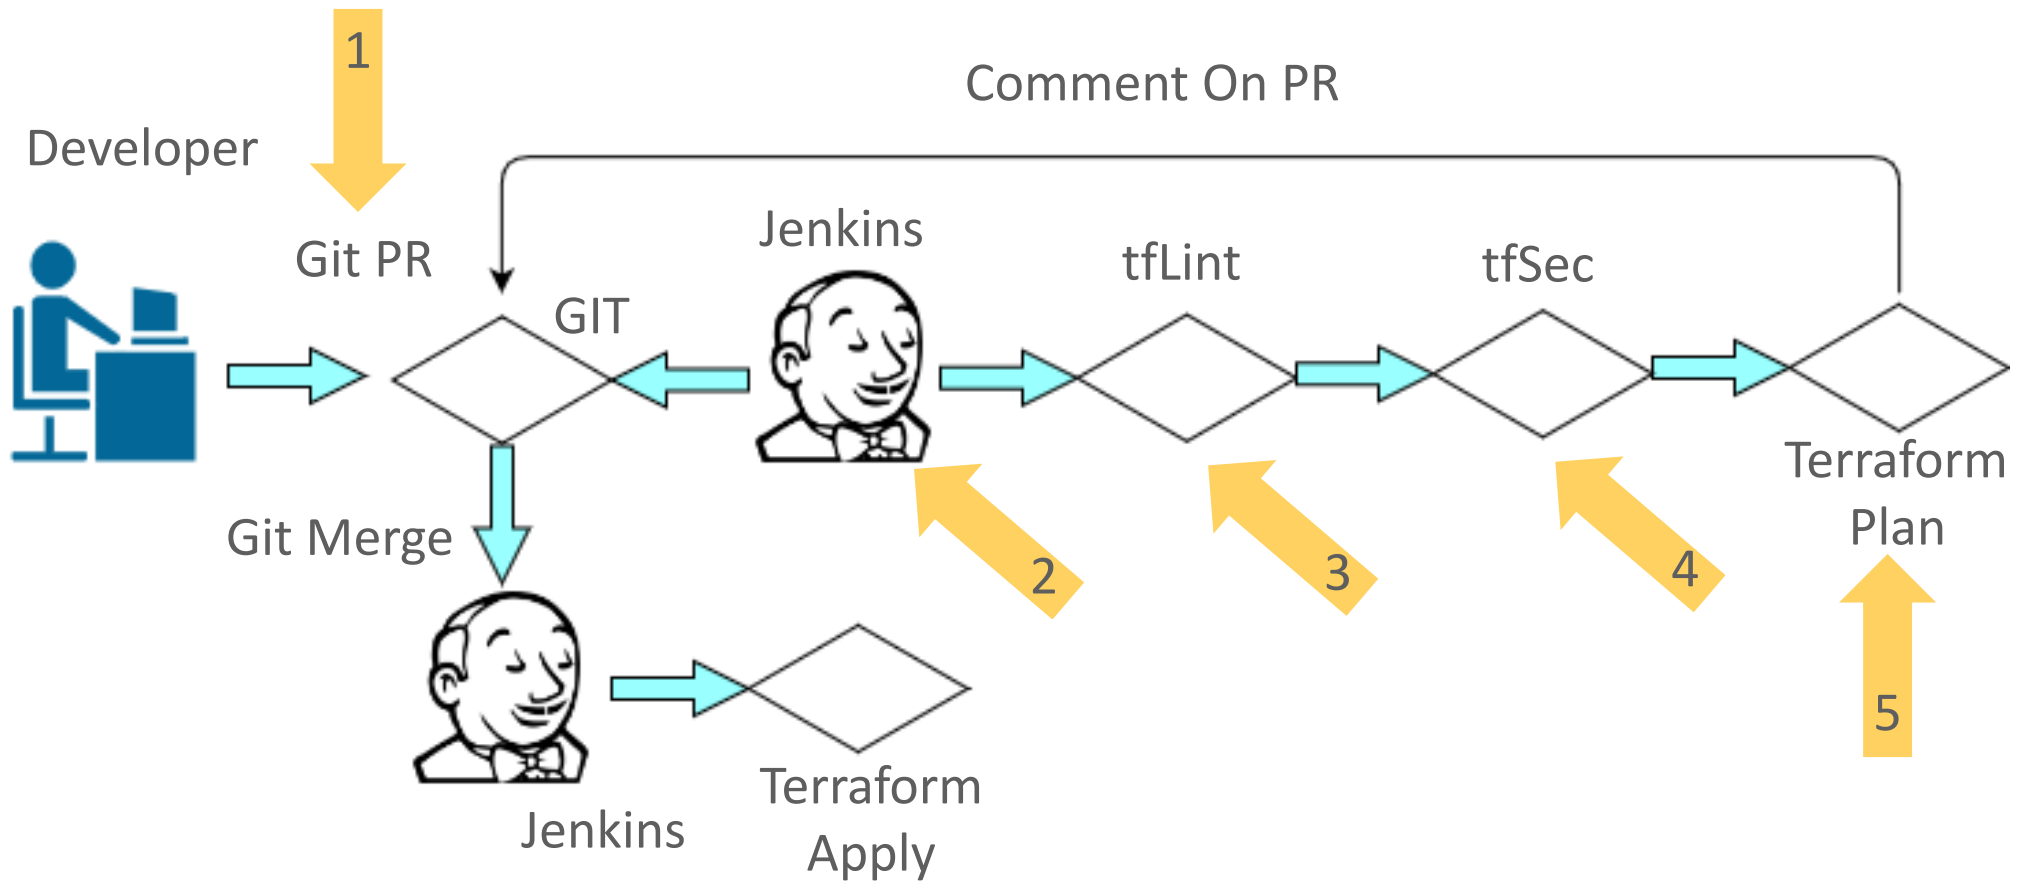 1
Comment On PR
Developer
Jenkins
Git PR
tfLint
tfSec
GIT
Terraform
Plan
Git Merge
2
3
4
5
Terraform
Apply
Jenkins